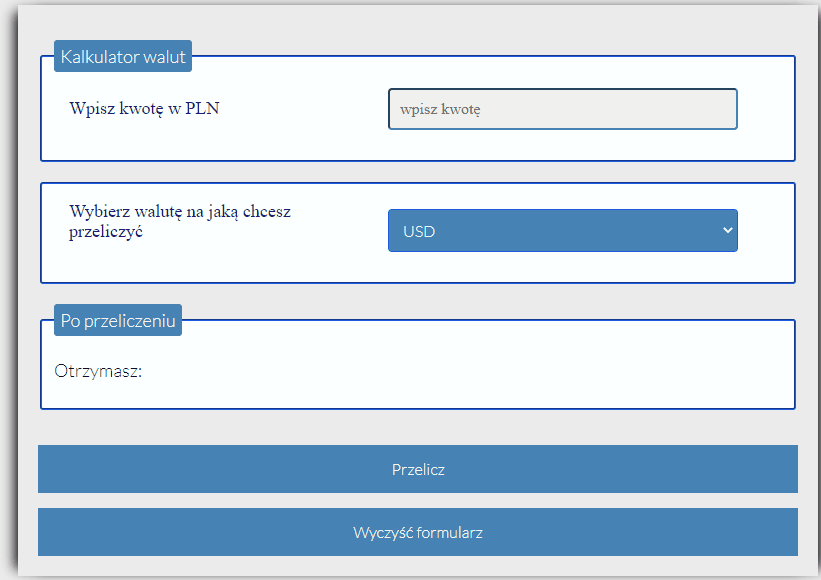 Kalkulator walut
Wpisz kwotę w PLN
wpisz kwotę
Wybierz walutę na jaką chcesz
przeliczyć
USD
Po przeliczeniu
Otrzymasz:
Przelicz
Wyczyść formularz